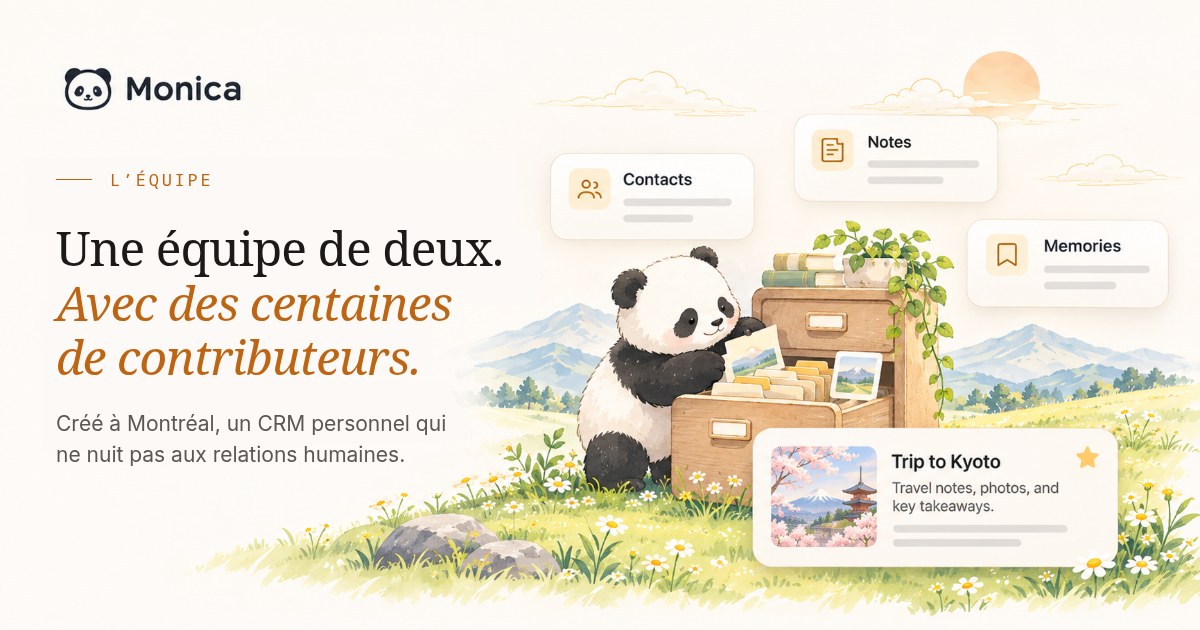 Monica
L’ÉQUIPE
Une équipe de deux.
Avec des centaines
de contributeurs.
Créé à Montréal, un CRM personnel qui
ne nuit pas aux relations humaines.
Contacts
Notes
Memories
Trip to Kyoto
Travel notes, photos, and
key takeaways.